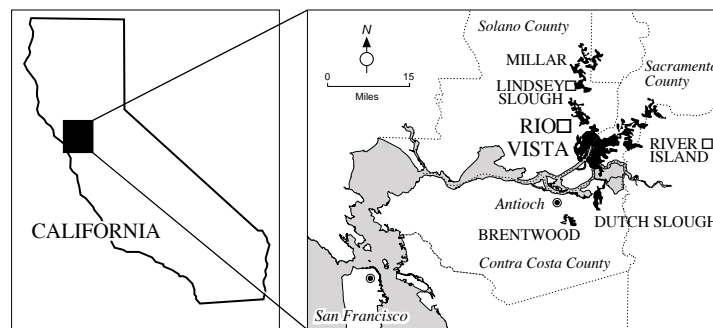 CALIFORNIA
Solano County
N
MILLAR
Sacramento
County
0 15
Miles
LINDSEY
SLOUGH
RIO
VISTA
RIVER
ISLAND
Antioch
DUTCH SLOUGH
BRENTWOOD
Contra Costa County
San Francisco